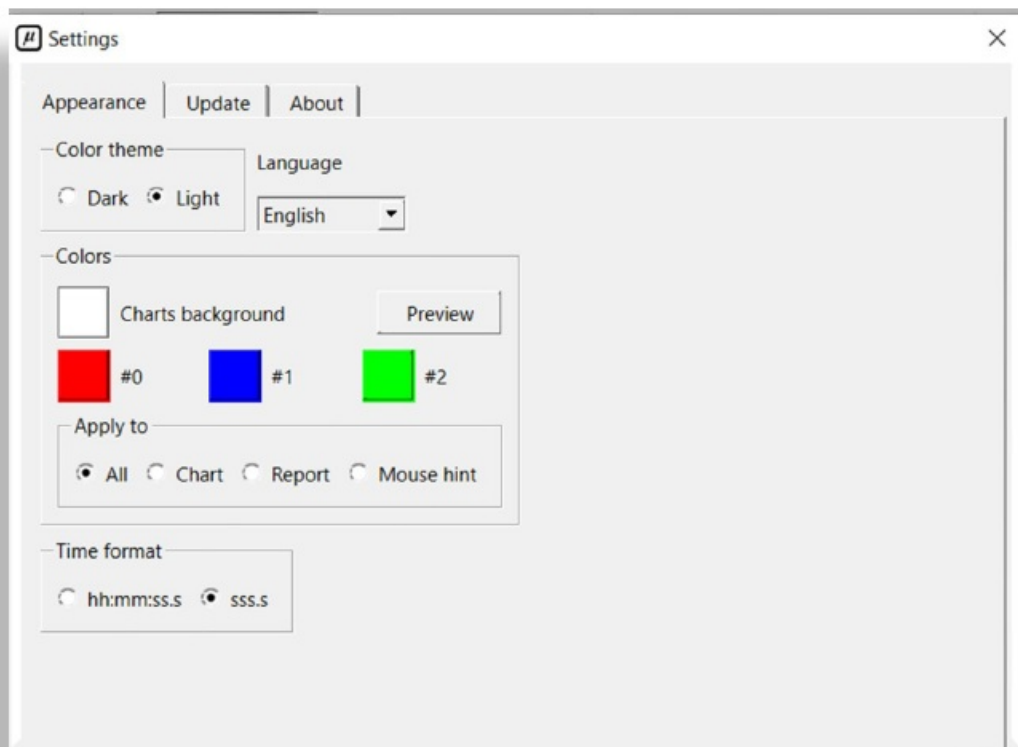 μ Settings
Appearance Update About
Color theme
Language
Dark Light
English
Colors
Charts background Preview
#0 #1 #2
Apply to
All Chart Report Mouse hint
Time format
hh:mm:ss.s sss.s